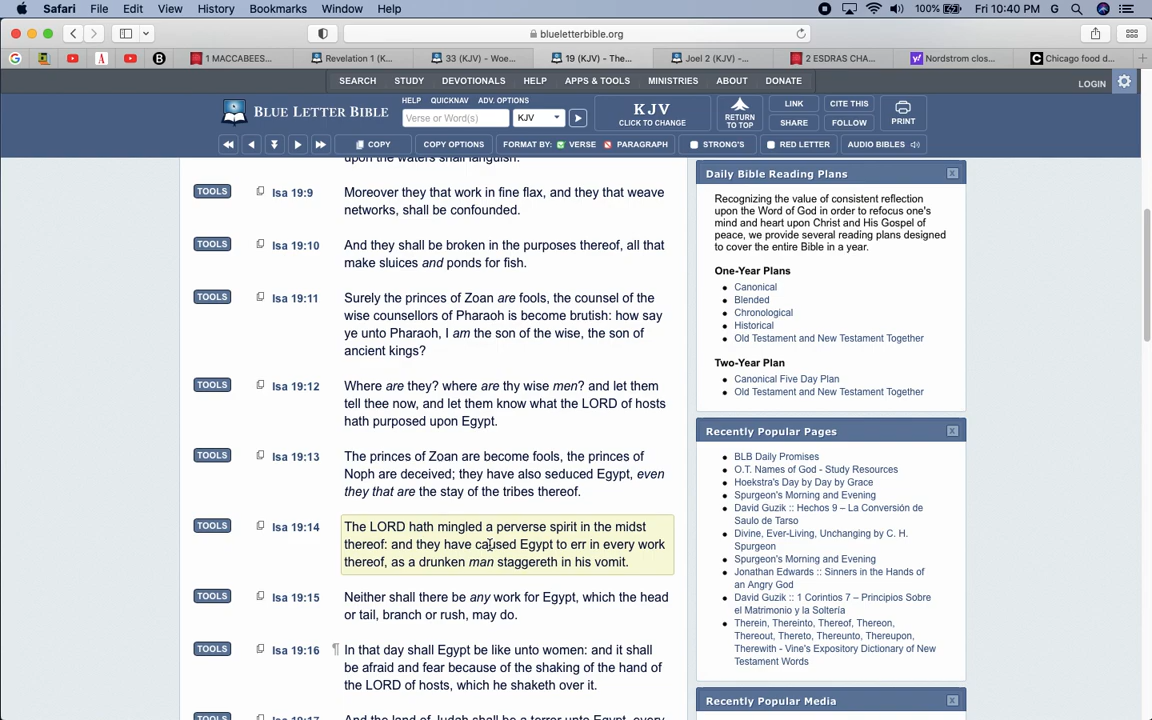 Safari File Edit View History Bookmarks Window Help 100% Fri 10:40 PM G
blueletterbible.org
1 MACCABEES... Revelation 1 (K... 33 (KJV) - Woe... 19 (KJV) - The... Joel 2 (KJV) -... 2 ESDRAS CHA... Nordstrom clos... Chicago food d...
SEARCH STUDY DEVOTIONALS HELP APPS & TOOLS MINISTRIES ABOUT DONATE LOGIN
BLUE LETTER BIBLE
HELP QUICKNAV ADV. OPTIONS
Verse or Word(s) KJV
KJV
CLICK TO CHANGE
RETURN
TO TOP
LINK CITE THIS
SHARE FOLLOW
PRINT
COPY COPY OPTIONS FORMAT BY: VERSE PARAGRAPH STRONG'S RED LETTER AUDIO BIBLES
upon the waters shall languish.
TOOLS Isa 19:9 Moreover they that work in fine flax, and they that weave
networks, shall be confounded.
TOOLS Isa 19:10 And they shall be broken in the purposes thereof, all that
make sluices and ponds for fish.
TOOLS Isa 19:11 Surely the princes of Zoan are fools, the counsel of the
wise counsellors of Pharaoh is become brutish: how say
ye unto Pharaoh, I am the son of the wise, the son of
ancient kings?
TOOLS Isa 19:12 Where are they? where are thy wise men? and let them
tell thee now, and let them know what the LORD of hosts
hath purposed upon Egypt.
TOOLS Isa 19:13 The princes of Zoan are become fools, the princes of
Noph are deceived; they have also seduced Egypt, even
they that are the stay of the tribes thereof.
TOOLS Isa 19:14 The LORD hath mingled a perverse spirit in the midst
thereof: and they have caused Egypt to err in every work
thereof, as a drunken man staggereth in his vomit.
TOOLS Isa 19:15 Neither shall there be any work for Egypt, which the head
or tail, branch or rush, may do.
TOOLS Isa 19:16 ¶ In that day shall Egypt be like unto women: and it shall
be afraid and fear because of the shaking of the hand of
the LORD of hosts, which he shaketh over it.
TOOLS Isa 19:17 And the land of Judah shall be a terror unto Egypt, every
Daily Bible Reading Plans
Recognizing the value of consistent reflection
upon the Word of God in order to refocus one's
mind and heart upon Christ and His Gospel of
peace, we provide several reading plans designed
to cover the entire Bible in a year.
One-Year Plans
Canonical
Blended
Chronological
Historical
Old Testament and New Testament Together
Two-Year Plan
Canonical Five Day Plan
Old Testament and New Testament Together
Recently Popular Pages
BLB Daily Promises
O.T. Names of God - Study Resources
Hoekstra's Day by Day by Grace
Spurgeon's Morning and Evening
David Guzik :: Hechos 9 – La Conversión de
Saulo de Tarso
Divine, Ever-Living, Unchanging by C. H.
Spurgeon
Spurgeon's Morning and Evening
Jonathan Edwards :: Sinners in the Hands of
an Angry God
David Guzik :: 1 Corintios 7 – Principios Sobre
el Matrimonio y la Soltería
Therein, Thereinto, Thereof, Thereon,
Thereout, Thereto, Thereunto, Thereupon,
Therewith - Vine's Expository Dictionary of New
Testament Words
Recently Popular Media